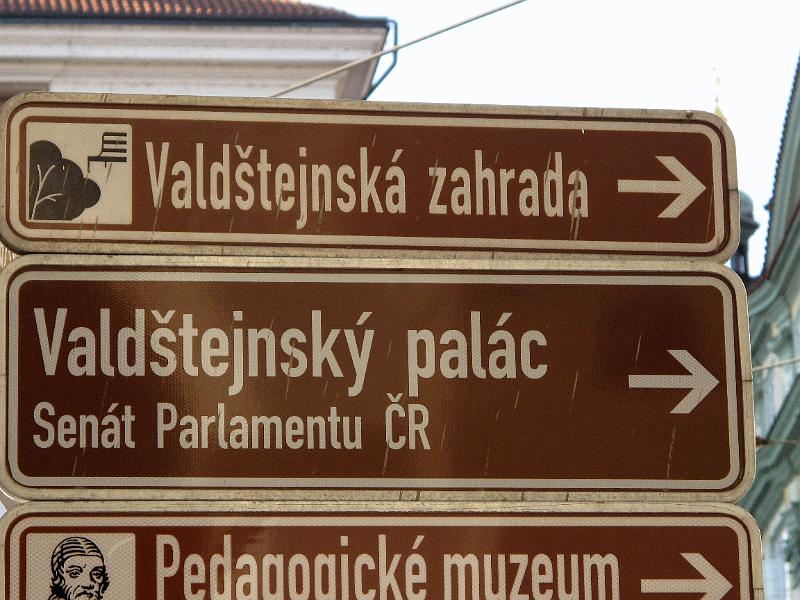 Valdštejnská zahrada
Valdštejnský palác
Senát Parlamentu ČR
Pedagogické muzeum